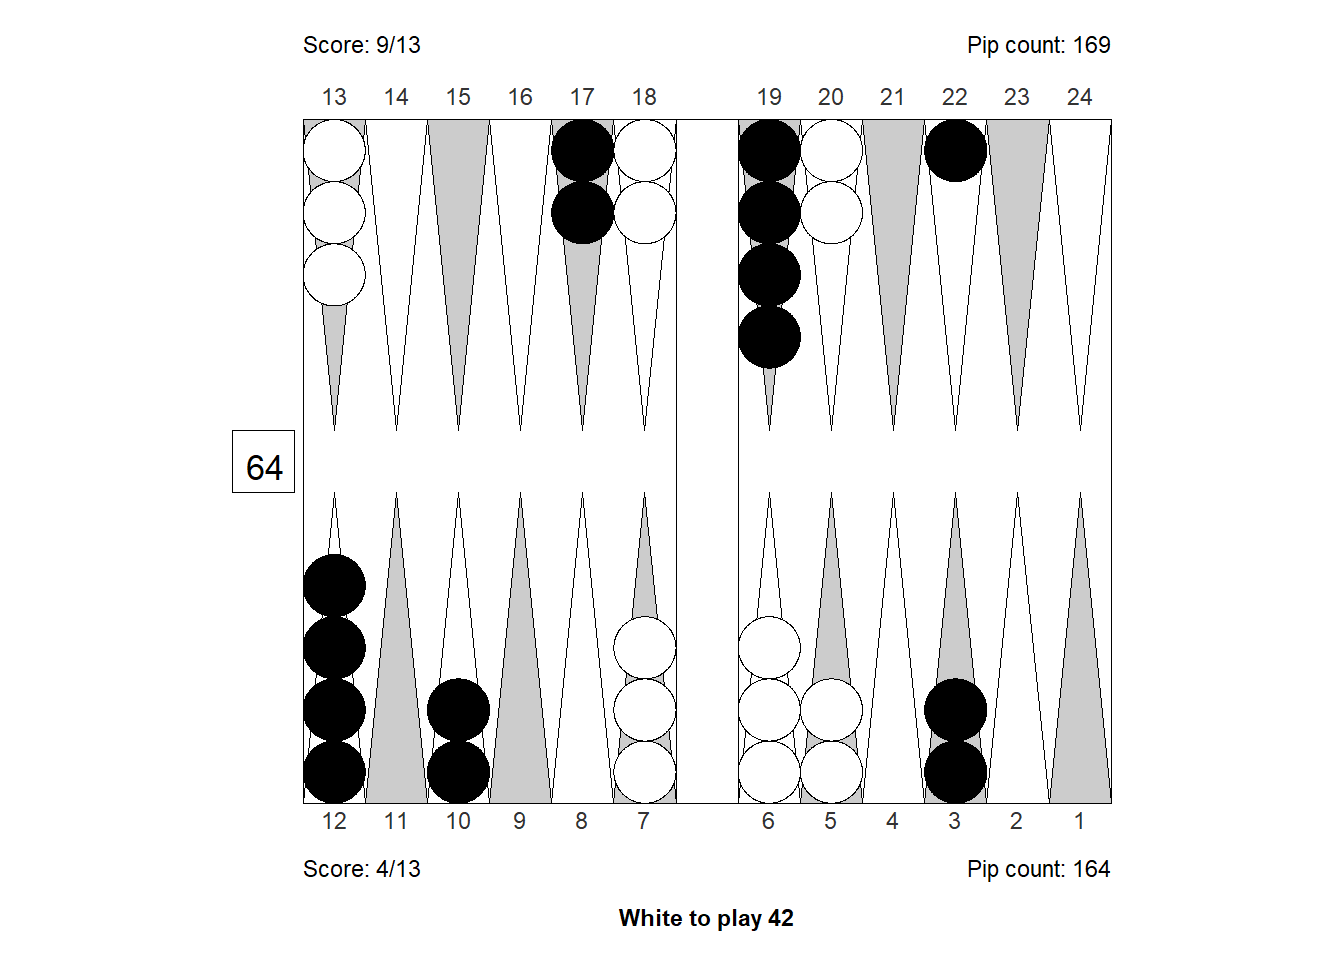 Score: 9/13 Pip count: 169
13 14 15 16 17 18 19 20 21 22 23 24
64
12 11 10 9 8 7 6 5 4 3 2 1
Score: 4/13 Pip count: 164
White to play 42